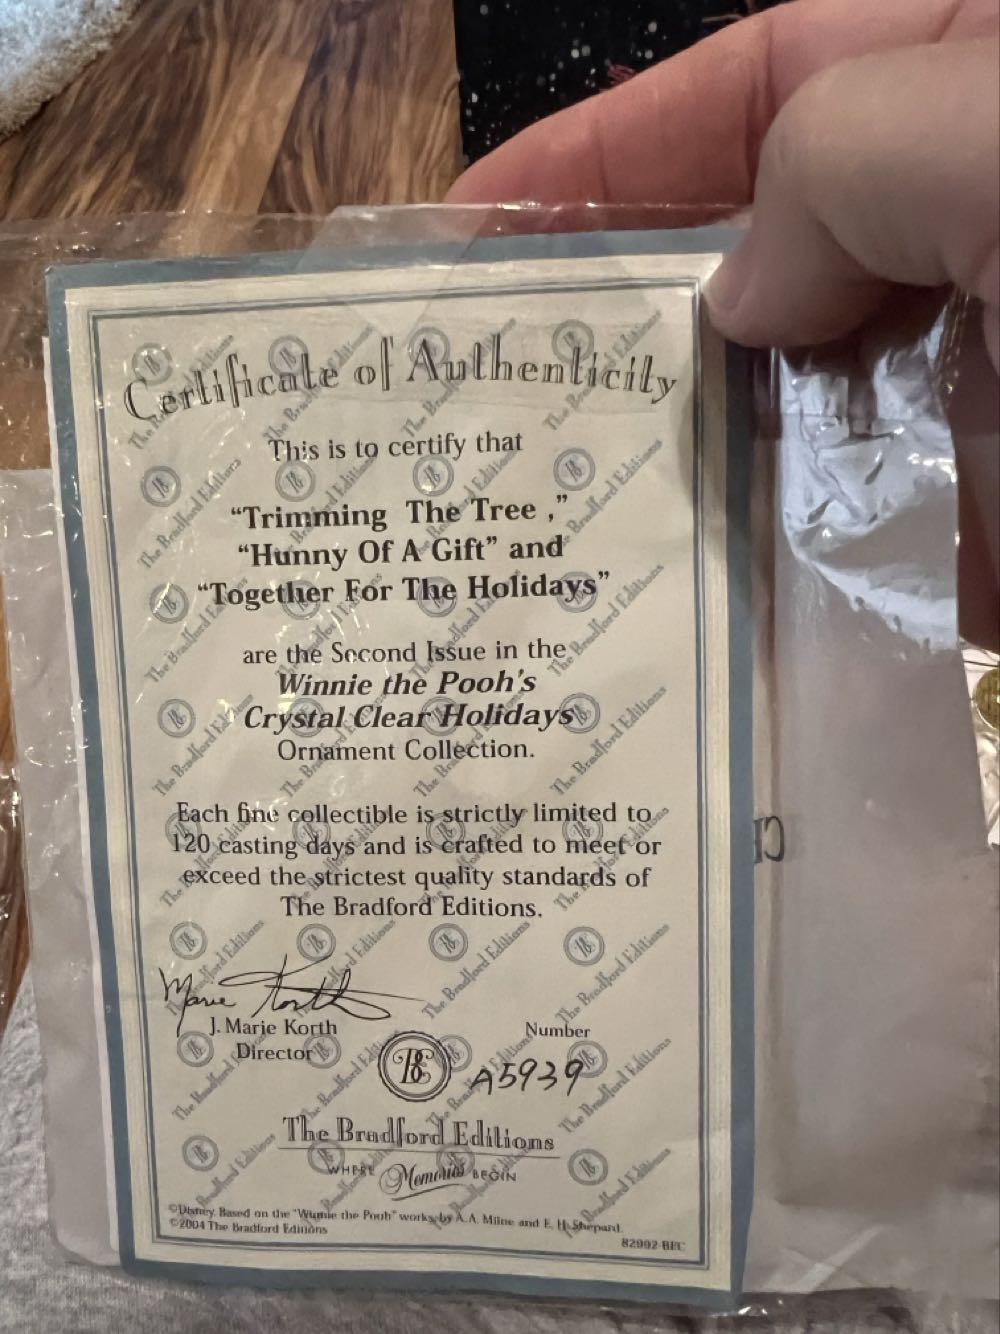 Certificate of Authenticity
This is to certify that
“Trimming The Tree ,”
“Hunny Of A Gift” and
“Together For The Holidays”
are the Second Issue in the
Winnie the Pooh's
Crystal Clear Holidays
Ornament Collection.
Each fine collectible is strictly limited to
120 casting days and is crafted to meet or
exceed the strictest quality standards of
The Bradford Editions.
Marie Korth
J. Marie Korth
Director
Number
A5939
The Bradford Editions
WHERE Memories BEGIN
©Disney. Based on the "Winnie the Pooh" works, by A.A. Milne and E. H. Shepard.
©2004 The Bradford Editions
82992-BEC